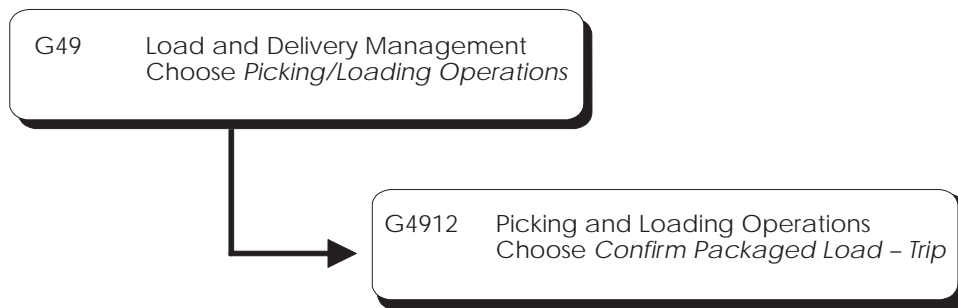 G49 Load and Delivery Management
Choose Picking/Loading Operations
G4912 Picking and Loading Operations
Choose Confirm Packaged Load – Trip